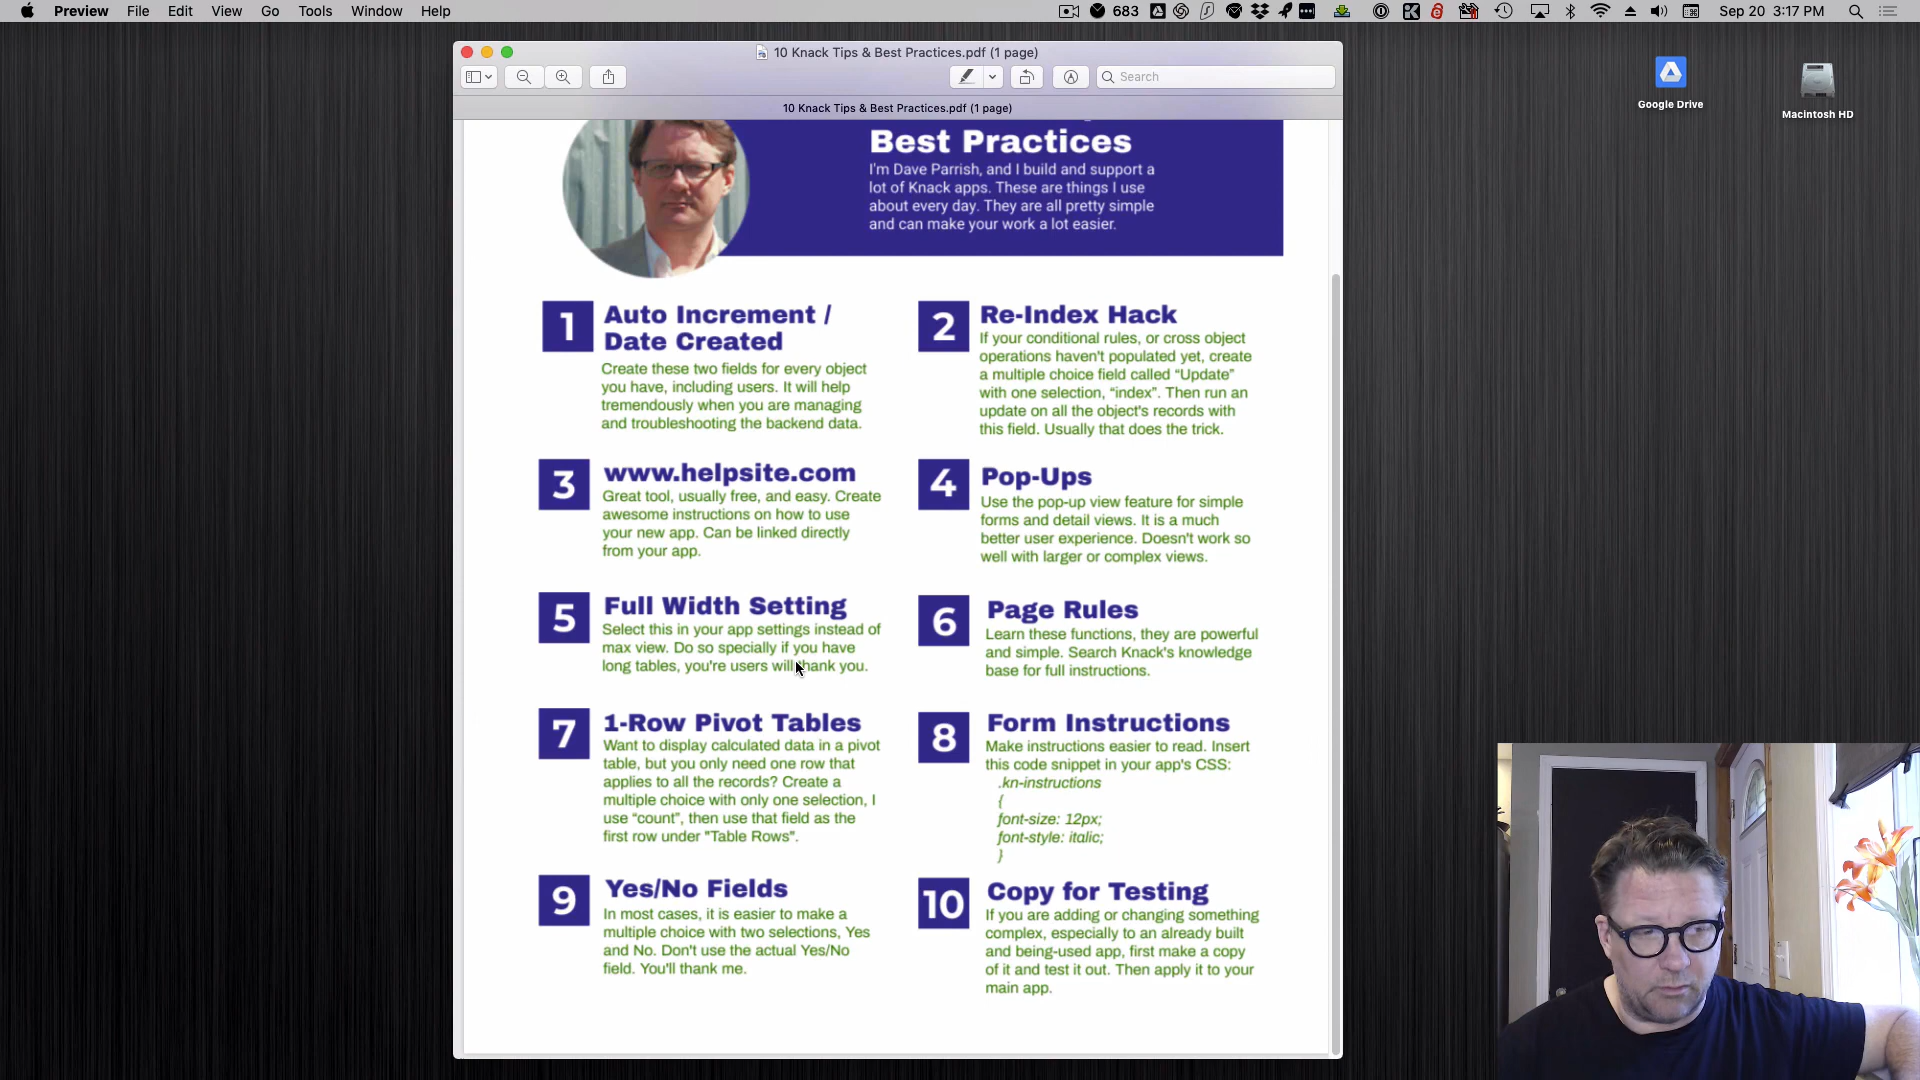 Preview File Edit View Go Tools Window Help
683
Sep 20 3:17 PM
10 Knack Tips & Best Practices.pdf (1 page)
Search
10 Knack Tips & Best Practices.pdf (1 page)
Google Drive
Macintosh HD
Best Practices
I'm Dave Parrish, and I build and support a
lot of Knack apps. These are things I use
about every day. They are all pretty simple
and can make your work a lot easier.
1
Auto Increment /
Date Created
Create these two fields for every object
you have, including users. It will help
tremendously when you are managing
and troubleshooting the backend data.
2
Re-Index Hack
If your conditional rules, or cross object
operations haven't populated yet, create
a multiple choice field called “Update”
with one selection, “index”. Then run an
update on all the object's records with
this field. Usually that does the trick.
3
www.helpsite.com
Great tool, usually free, and easy. Create
awesome instructions on how to use
your new app. Can be linked directly
from your app.
4
Pop-Ups
Use the pop-up view feature for simple
forms and detail views. It is a much
better user experience. Doesn't work so
well with larger or complex views.
5
Full Width Setting
Select this in your app settings instead of
max view. Do so specially if you have
long tables, you're users will thank you.
6
Page Rules
Learn these functions, they are powerful
and simple. Search Knack's knowledge
base for full instructions.
7
1-Row Pivot Tables
Want to display calculated data in a pivot
table, but you only need one row that
applies to all the records? Create a
multiple choice with only one selection, I
use “count”, then use that field as the
first row under "Table Rows".
8
Form Instructions
Make instructions easier to read. Insert
this code snippet in your app's CSS:
.kn-instructions
{
font-size: 12px;
font-style: italic;
}
9
Yes/No Fields
In most cases, it is easier to make a
multiple choice with two selections, Yes
and No. Don't use the actual Yes/No
field. You'll thank me.
10
Copy for Testing
If you are adding or changing something
complex, especially to an already built
and being-used app, first make a copy
of it and test it out. Then apply it to your
main app.